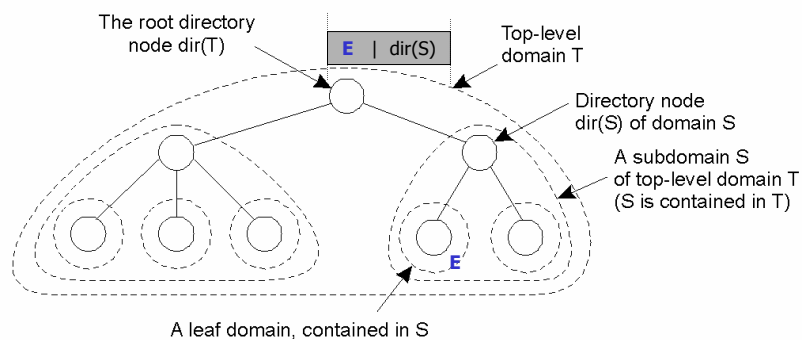 The root directory
node dir(T)
E | dir(S)
Top-level
domain T
Directory node
dir(S) of domain S
A subdomain S
of top-level domain T
(S is contained in T)
E
A leaf domain, contained in S